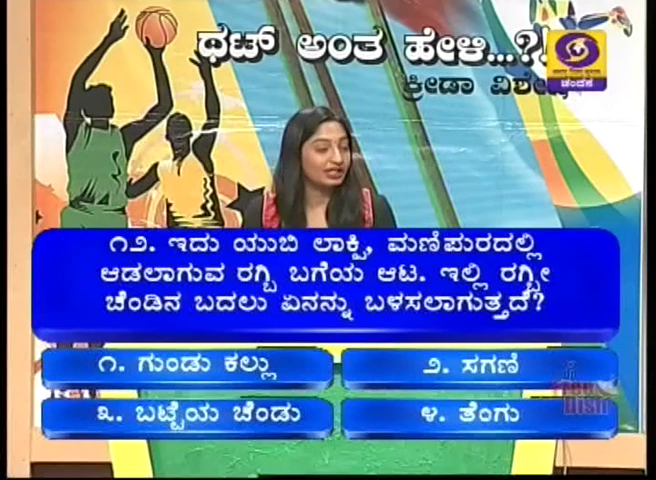 ಥಟ್ ಅಂತ ಹೇಳಿ...?!
ಕ್ರೀಡಾ ವಿಶೇಷ
ಚಂದನ
೧೨. ಇದು ಯುಬಿ ಲಾಕ್ಪಿ, ಮಣಿಪುರದಲ್ಲಿ
ಆಡಲಾಗುವ ರಗ್ಬಿ ಬಗೆಯ ಆಟ. ಇಲ್ಲಿ ರಗ್ಬೀ
ಚೆಂಡಿನ ಬದಲು ಏನನ್ನು ಬಳಸಲಾಗುತ್ತದೆ?
೧. ಗುಂಡು ಕಲ್ಲು
೨. ಸಗಣಿ
೩. ಬಟ್ಟೆಯ ಚೆಂಡು
೪. ತೆಂಗು